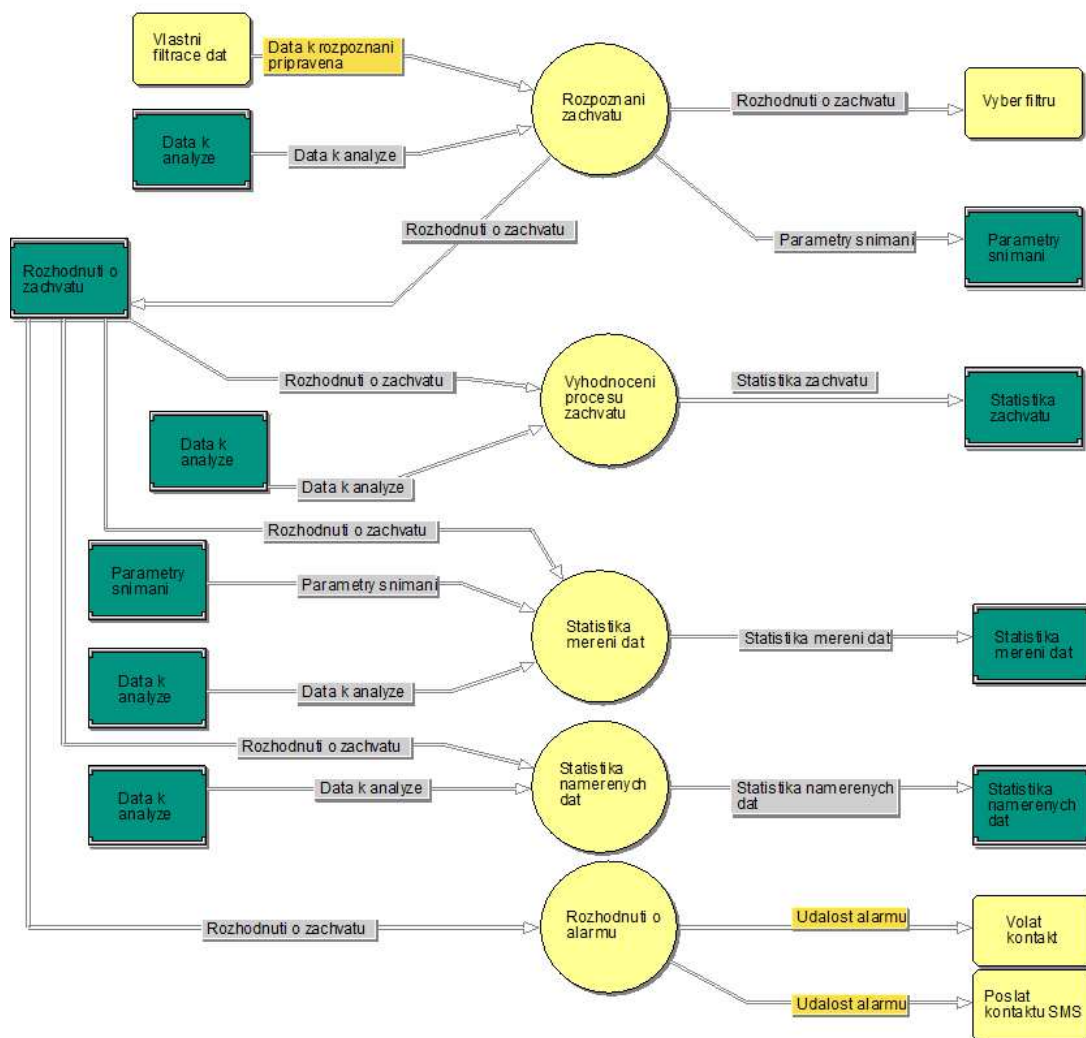 Vlastni
filtrace dat
Data k rozpoznani
pripravena
Rozpoznani
zachvatu
Rozhodnuti o zachvatu
Vyber filtru
Data k
analyze
Data k analyze
Rozhodnuti o zachvatu
Parametry snimani
Parametry
snimani
Rozhodnuti o
zachvatu
Rozhodnuti o zachvatu
Vyhodnoceni
procesu
zachvatu
Statistika zachvatu
Statistika
zachvatu
Data k
analyze
Data k analyze
Rozhodnuti o zachvatu
Parametry
snimani
Parametry snimani
Statistika
mereni dat
Statistika mereni dat
Statistika
mereni dat
Data k
analyze
Data k analyze
Rozhodnuti o zachvatu
Data k
analyze
Data k analyze
Statistika
namerenych
dat
Statistika namerenych
dat
Statistika
namerenych
dat
Rozhodnuti o zachvatu
Rozhodnuti o
alarmu
Udalost alarmu
Volat
kontakt
Udalost alarmu
Poslat
kontaktu SMS